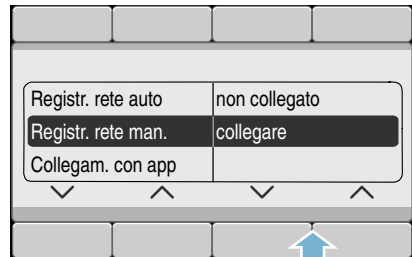 Registr. rete auto non collegato
Registr. rete man. collegare
Collegam. con app